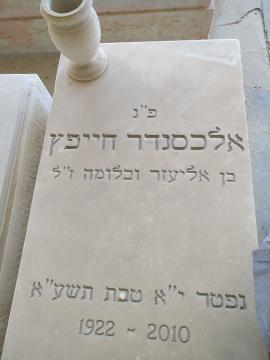 פ"נ
אלכסנדר חייפץ
בן אליעזר ובלומה ז"ל
נפטר י"א טבת תשע"א
1922 - 2010